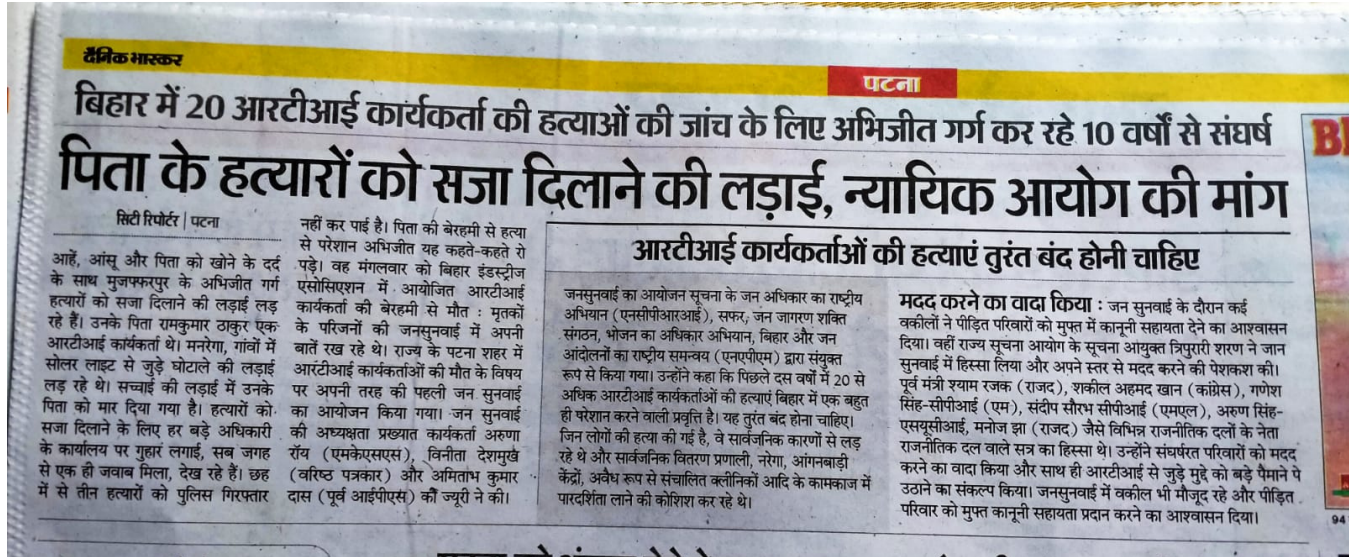 दैनिक भास्कर
पटना
बिहार में 20 आरटीआई कार्यकर्ता की हत्याओं की जांच के लिए अभिजीत गर्ग कर रहे 10 वर्षों से संघर्ष
पिता के हत्यारों को सजा दिलाने की लड़ाई, न्यायिक आयोग की मांग
सिटी रिपोर्टर | पटना
आहें, आंसू और पिता को खोने के दर्द
के साथ मुजफ्फरपुर के अभिजीत गर्ग
हत्यारों को सजा दिलाने की लड़ाई लड़
रहे हैं। उनके पिता रामकुमार ठाकुर एक
आरटीआई कार्यकर्ता थे। मनरेगा, गांवों में
सोलर लाइट से जुड़े घोटाले की लड़ाई
लड़ रहे थे। सच्चाई की लड़ाई में उनके
पिता को मार दिया गया है। हत्यारों को
सजा दिलाने के लिए हर बड़े अधिकारी
के कार्यालय पर गुहार लगाई, सब जगह
से एक ही जवाब मिला, देख रहे हैं। छह
में से तीन हत्यारों को पुलिस गिरफ्तार
नहीं कर पाई है। पिता की बेरहमी से हत्या
से परेशान अभिजीत यह कहते-कहते रो
पड़े। वह मंगलवार को बिहार इंडस्ट्रीज
एसोसिएशन में आयोजित आरटीआई
कार्यकर्ता की बेरहमी से मौत : मृतकों
के परिजनों की जनसुनवाई में अपनी
बातें रख रहे थे। राज्य के पटना शहर में
आरटीआई कार्यकर्ताओं की मौत के विषय
पर अपनी तरह की पहली जन सुनवाई
का आयोजन किया गया। जन सुनवाई
की अध्यक्षता प्रख्यात कार्यकर्ता अरुणा
रॉय (एमकेएसएस), विनीता देशमुख
(वरिष्ठ पत्रकार) और अमिताभ कुमार
दास (पूर्व आईपीएस) की ज्यूरी ने की।
आरटीआई कार्यकर्ताओं की हत्याएं तुरंत बंद होनी चाहिए
जनसुनवाई का आयोजन सूचना के जन अधिकार का राष्ट्रीय
अभियान (एनसीपीआरआई), सफर, जन जागरण शक्ति
संगठन, भोजन का अधिकार अभियान, बिहार और जन
आंदोलनों का राष्ट्रीय समन्वय (एनएपीएम) द्वारा संयुक्त
रूप से किया गया। उन्होंने कहा कि पिछले दस वर्षों में 20 से
अधिक आरटीआई कार्यकर्ताओं की हत्याएं बिहार में एक बहुत
ही परेशान करने वाली प्रवृत्ति है। यह तुरंत बंद होना चाहिए।
जिन लोगों की हत्या की गई है, वे सार्वजनिक कारणों से लड़
रहे थे और सार्वजनिक वितरण प्रणाली, नरेगा, आंगनबाड़ी
केंद्रों, अवैध रूप से संचालित क्लीनिकों आदि के कामकाज में
पारदर्शिता लाने की कोशिश कर रहे थे।
मदद करने का वादा किया : जन सुनवाई के दौरान कई
वकीलों ने पीड़ित परिवारों को मुफ्त में कानूनी सहायता देने का आश्वासन
दिया। वहीं राज्य सूचना आयोग के सूचना आयुक्त त्रिपुरारी शरण ने जान
सुनवाई में हिस्सा लिया और अपने स्तर से मदद करने की पेशकश की।
पूर्व मंत्री श्याम रजक (राजद), शकील अहमद खान (कांग्रेस), गणेश
सिंह-सीपीआई (एम), संदीप सौरभ सीपीआई (एमएल), अरुण सिंह-
एसयूसीआई, मनोज झा (राजद) जैसे विभिन्न राजनीतिक दलों के नेता
राजनीतिक दल वाले सत्र का हिस्सा थे। उन्होंने संघर्षरत परिवारों को मदद
करने का वादा किया और साथ ही आरटीआई से जुड़े मुद्दे को बड़े पैमाने पे
उठाने का संकल्प किया। जनसुनवाई में वकील भी मौजूद रहे और पीड़ित
परिवार को मुफ्त कानूनी सहायता प्रदान करने का आश्वासन दिया।
94